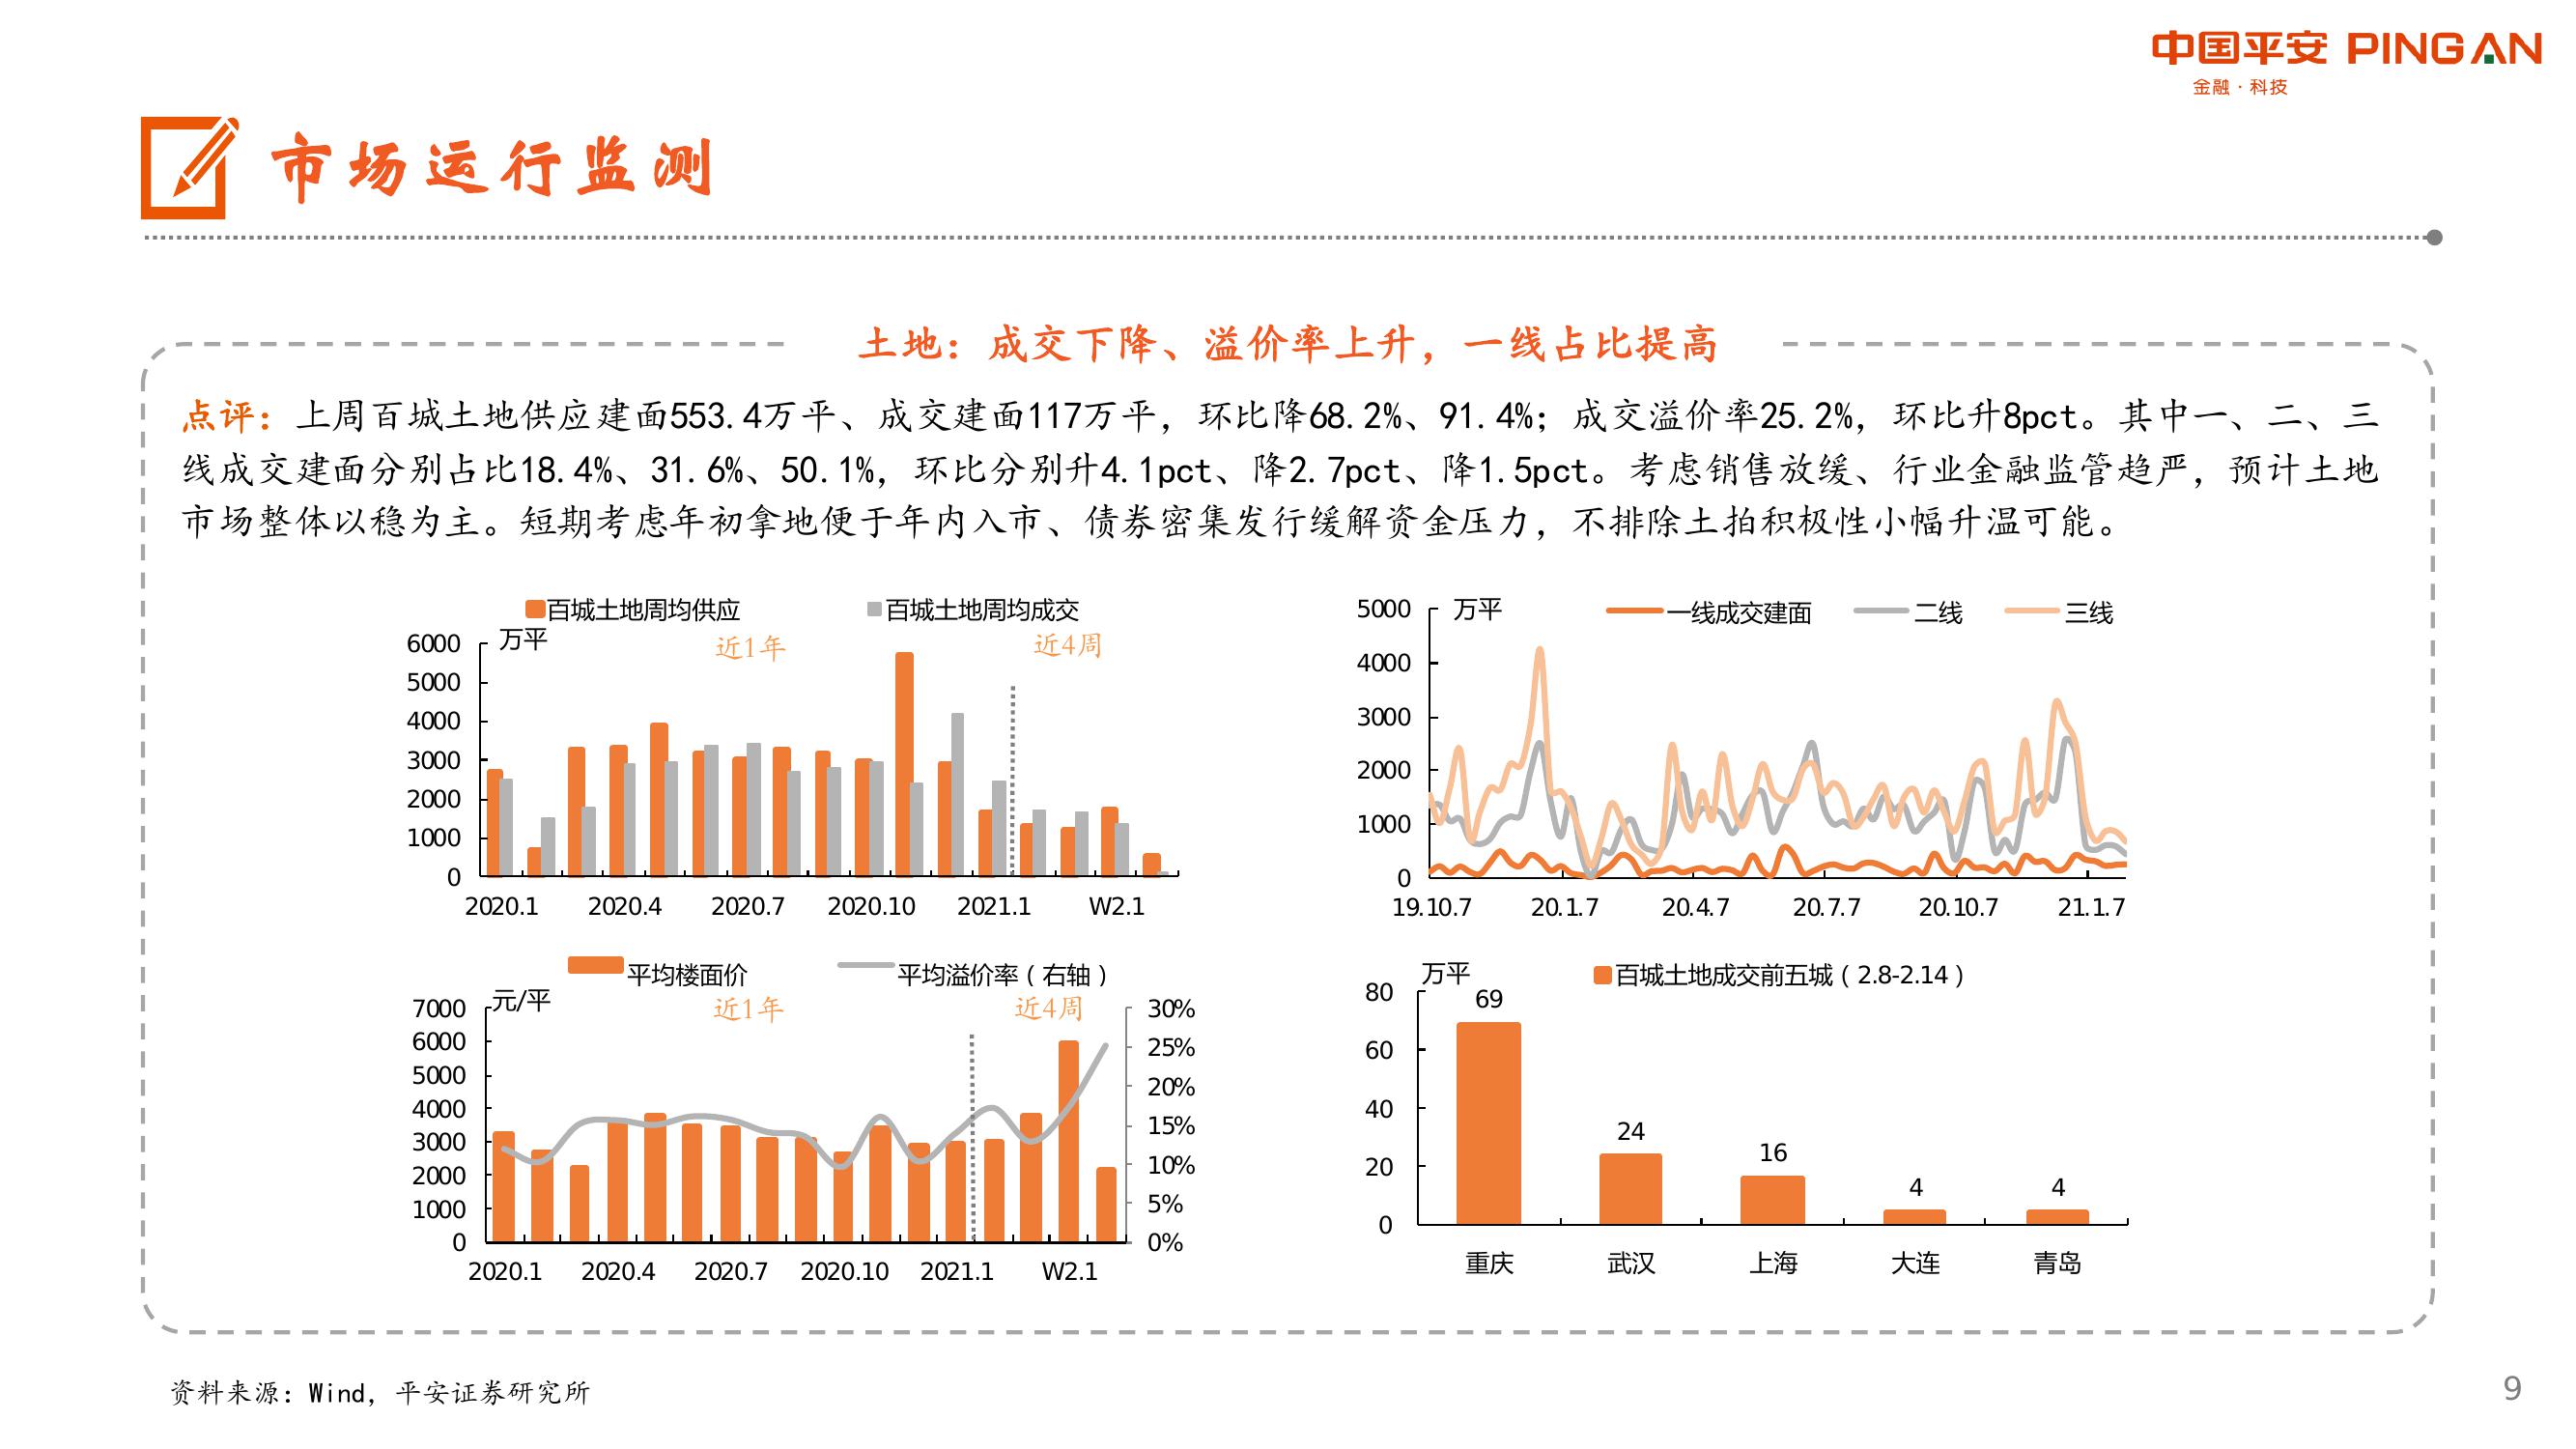 中国平安 PINGAN
金融·科技
市场运行监测
土地：成交下降、溢价率上升，一线占比提高
点评：上周百城土地供应建面553.4万平、成交建面117万平，环比降68.2%、91.4%；成交溢价率25.2%，环比升8pct。其中一、二、三
线成交建面分别占比18.4%、31.6%、50.1%，环比分别升4.1pct、降2.7pct、降1.5pct。考虑销售放缓、行业金融监管趋严，预计土地
市场整体以稳为主。短期考虑年初拿地便于年内入市、债券密集发行缓解资金压力，不排除土拍积极性小幅升温可能。
百城土地周均供应 百城土地周均成交
万平
近1年 近4周
6000
5000
4000
3000
2000
1000
0
2020.1 2020.4 2020.7 2020.10 2021.1 W2.1
万平 一线成交建面 二线 三线
5000
4000
3000
2000
1000
0
19.10.7 20.1.7 20.4.7 20.7.7 20.10.7 21.1.7
平均楼面价 平均溢价率（右轴）
元/平
近1年 近4周
7000 30%
6000 25%
5000 20%
4000 15%
3000 10%
2000 5%
1000 0%
0
2020.1 2020.4 2020.7 2020.10 2021.1 W2.1
万平 百城土地成交前五城（2.8-2.14）
80
60
40
20
0
69 24 16 4 4
重庆 武汉 上海 大连 青岛
资料来源：Wind，平安证券研究所
9